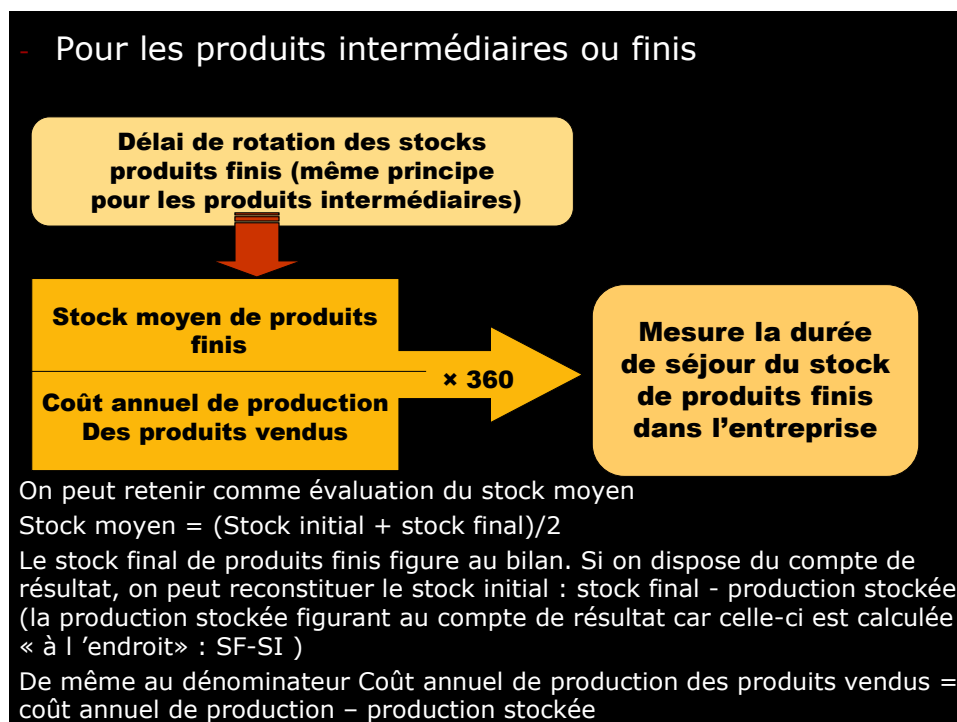 - Pour les produits intermédiaires ou finis
Délai de rotation des stocks
produits finis (même principe
pour les produits intermédiaires)
Stock moyen de produits
finis
Coût annuel de production
Des produits vendus
× 360
Mesure la durée
de séjour du stock
de produits finis
dans l’entreprise
On peut retenir comme évaluation du stock moyen
Stock moyen = (Stock initial + stock final)/2
Le stock final de produits finis figure au bilan. Si on dispose du compte de
résultat, on peut reconstituer le stock initial : stock final - production stockée
(la production stockée figurant au compte de résultat car celle-ci est calculée
« à l ’endroit» : SF-SI )
De même au dénominateur Coût annuel de production des produits vendus =
coût annuel de production – production stockée